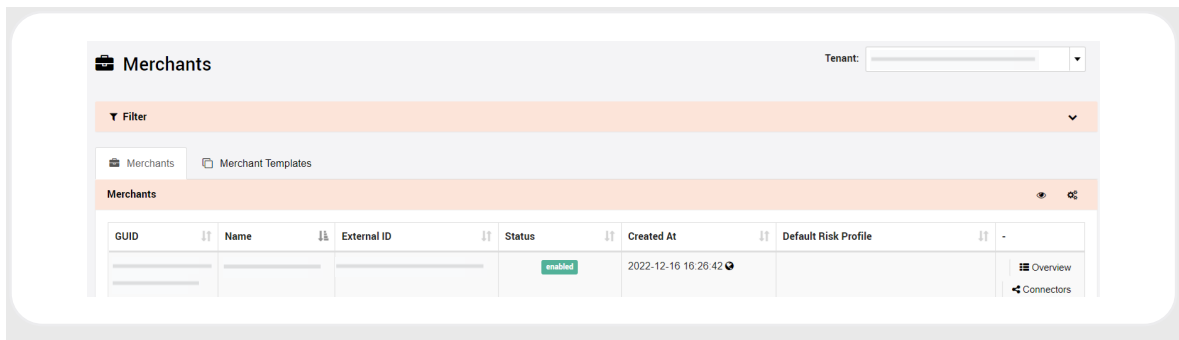 Merchants
Tenant:
Filter
Merchants
Merchant Templates
Merchants
GUID Name External ID Status Created At Default Risk Profile -
enabled 2022-12-16 16:26:42 Overview
Connectors